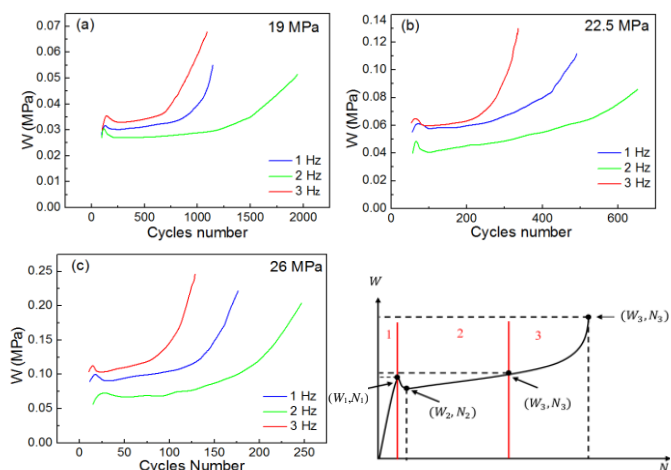 (a) 19 MPa
W (MPa)
0.07
0.06
0.05
0.04
0.03
0.02
0.01
0.00
1 Hz
2 Hz
3 Hz
0 500 1000 1500 2000
Cycles number
(b) 22.5 MPa
W (MPa)
0.14
0.12
0.10
0.08
0.06
0.04
0.02
0.00
1 Hz
2 Hz
3 Hz
0 200 400 600
Cycles number
(c) 26 MPa
W (MPa)
0.25
0.20
0.15
0.10
0.05
0.00
1 Hz
2 Hz
3 Hz
0 50 100 150 200 250
Cycles Number
W
1 2 3
(W₃, N₃)
(W₁, N₁)
(W₂, N₂)
(W₃, N₃)
N